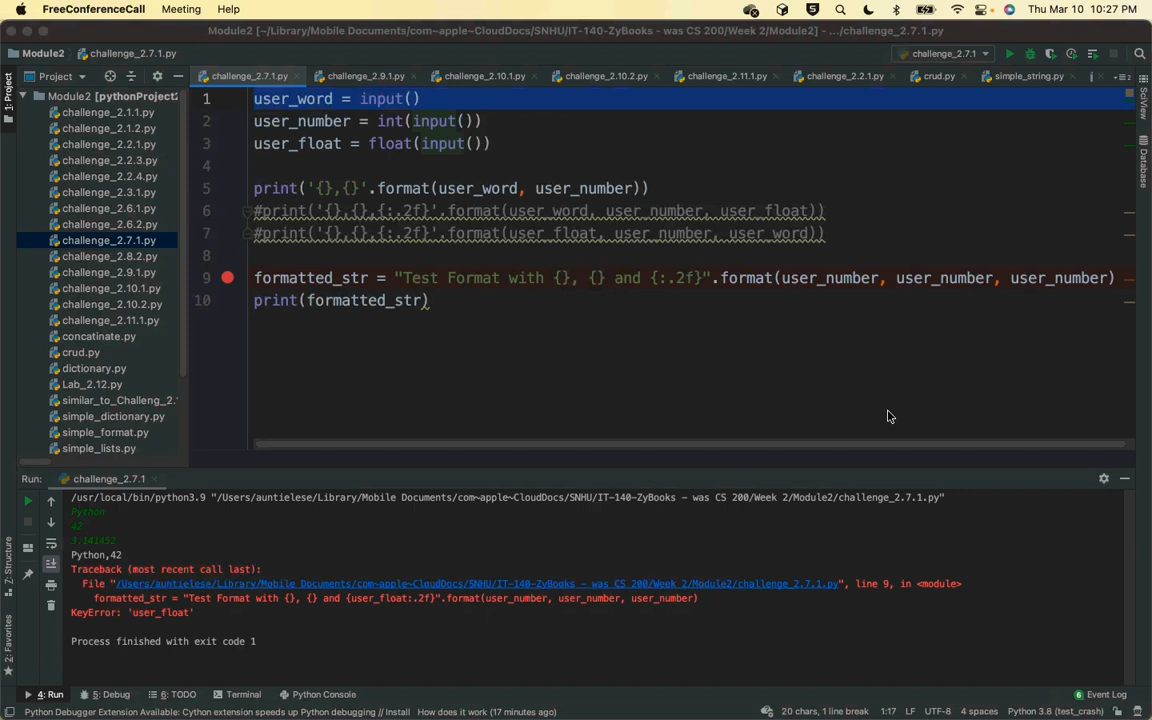 FreeConferenceCall Meeting Help Thu Mar 10 10:27 PM
Module2 [~/Library/Mobile Documents/com~apple~CloudDocs/SNHU/IT-140-ZyBooks - was CS 200/Week 2/Module2] - .../challenge_2.7.1.py
Module2 challenge_2.7.1.py challenge_2.7.1
Project challenge_2.7.1.py challenge_2.9.1.py challenge_2.10.1.py challenge_2.10.2.py challenge_2.11.1.py challenge_2.2.1.py crud.py simple_string.py
1: Project
Module2 [pythonProject2
challenge_2.1.1.py
challenge_2.1.2.py
challenge_2.2.1.py
challenge_2.2.3.py
challenge_2.2.4.py
challenge_2.3.1.py
challenge_2.6.1.py
challenge_2.6.2.py
challenge_2.7.1.py
challenge_2.8.2.py
challenge_2.9.1.py
challenge_2.10.1.py
challenge_2.10.2.py
challenge_2.11.1.py
concatinate.py
crud.py
dictionary.py
Lab_2.12.py
similar_to_Challeng_2.
simple_dictionary.py
simple_format.py
simple_lists.py
1 user_word = input()
2 user_number = int(input())
3 user_float = float(input())
4
5 print('{},{}'.format(user_word, user_number))
6 #print('{},{},{:.2f}'.format(user_word, user_number, user_float))
7 #print('{},{},{:.2f}'.format(user_float, user_number, user_word))
8
9 formatted_str = "Test Format with {}, {} and {:.2f}".format(user_number, user_number, user_number)
10 print(formatted_str)
SciView
Database
Run: challenge_2.7.1
/usr/local/bin/python3.9 "/Users/auntielese/Library/Mobile Documents/com~apple~CloudDocs/SNHU/IT-140-ZyBooks - was CS 200/Week 2/Module2/challenge_2.7.1.py"
Python
42
3.141452
Python,42
Traceback (most recent call last):
File "/Users/auntielese/Library/Mobile Documents/com~apple~CloudDocs/SNHU/IT-140-ZyBooks - was CS 200/Week 2/Module2/challenge_2.7.1.py", line 9, in <module>
formatted_str = "Test Format with {}, {} and {user_float:.2f}".format(user_number, user_number, user_number)
KeyError: 'user_float'
Process finished with exit code 1
Z: Structure
2: Favorites
4: Run 5: Debug 6: TODO Terminal Python Console Event Log
Python Debugger Extension Available: Cython extension speeds up Python debugging // Install How does it work (17 minutes ago) 20 chars, 1 line break 1:17 LF UTF-8 4 spaces Python 3.8 (test_crash)